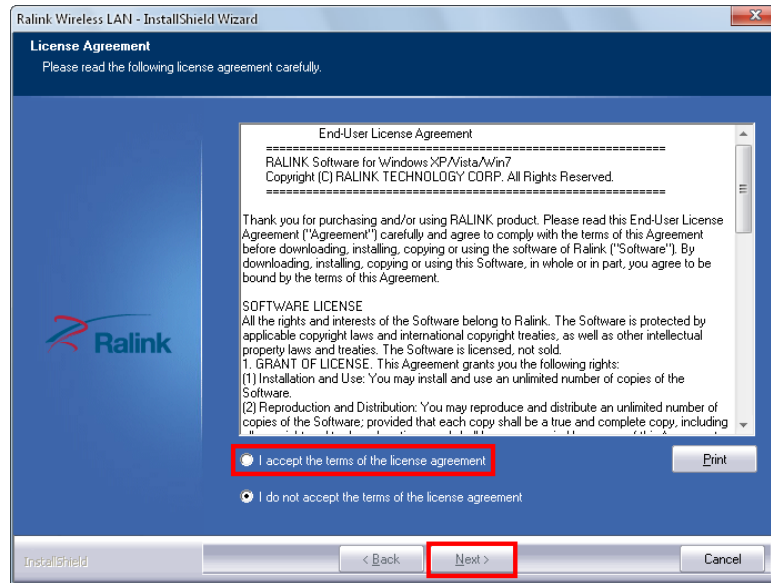 Ralink Wireless LAN - InstallShield Wizard
License Agreement
Please read the following license agreement carefully.
End-User License Agreement
===========================================================
RALINK Software for Windows XP/Vista/Win7
Copyright (C) RALINK TECHNOLOGY CORP. All Rights Reserved.
===========================================================
Thank you for purchasing and/or using RALINK product. Please read this End-User License
Agreement ("Agreement") carefully and agree to comply with the terms of this Agreement
before downloading, installing, copying or using the software of Ralink ("Software"). By
downloading, installing, copying or using this Software, in whole or in part, you agree to be
bound by the terms of this Agreement.
SOFTWARE LICENSE
All the rights and interests of the Software belong to Ralink. The Software is protected by
applicable copyright laws and international copyright treaties, as well as other intellectual
property laws and treaties. The Software is licensed, not sold.
1. GRANT OF LICENSE. This Agreement grants you the following rights:
(1) Installation and Use: You may install and use an unlimited number of copies of the
Software.
(2) Reproduction and Distribution: You may reproduce and distribute an unlimited number of
copies of the Software; provided that each copy shall be a true and complete copy, including
Ralink
I accept the terms of the license agreement
Print
I do not accept the terms of the license agreement
InstallShield
< Back
Next >
Cancel